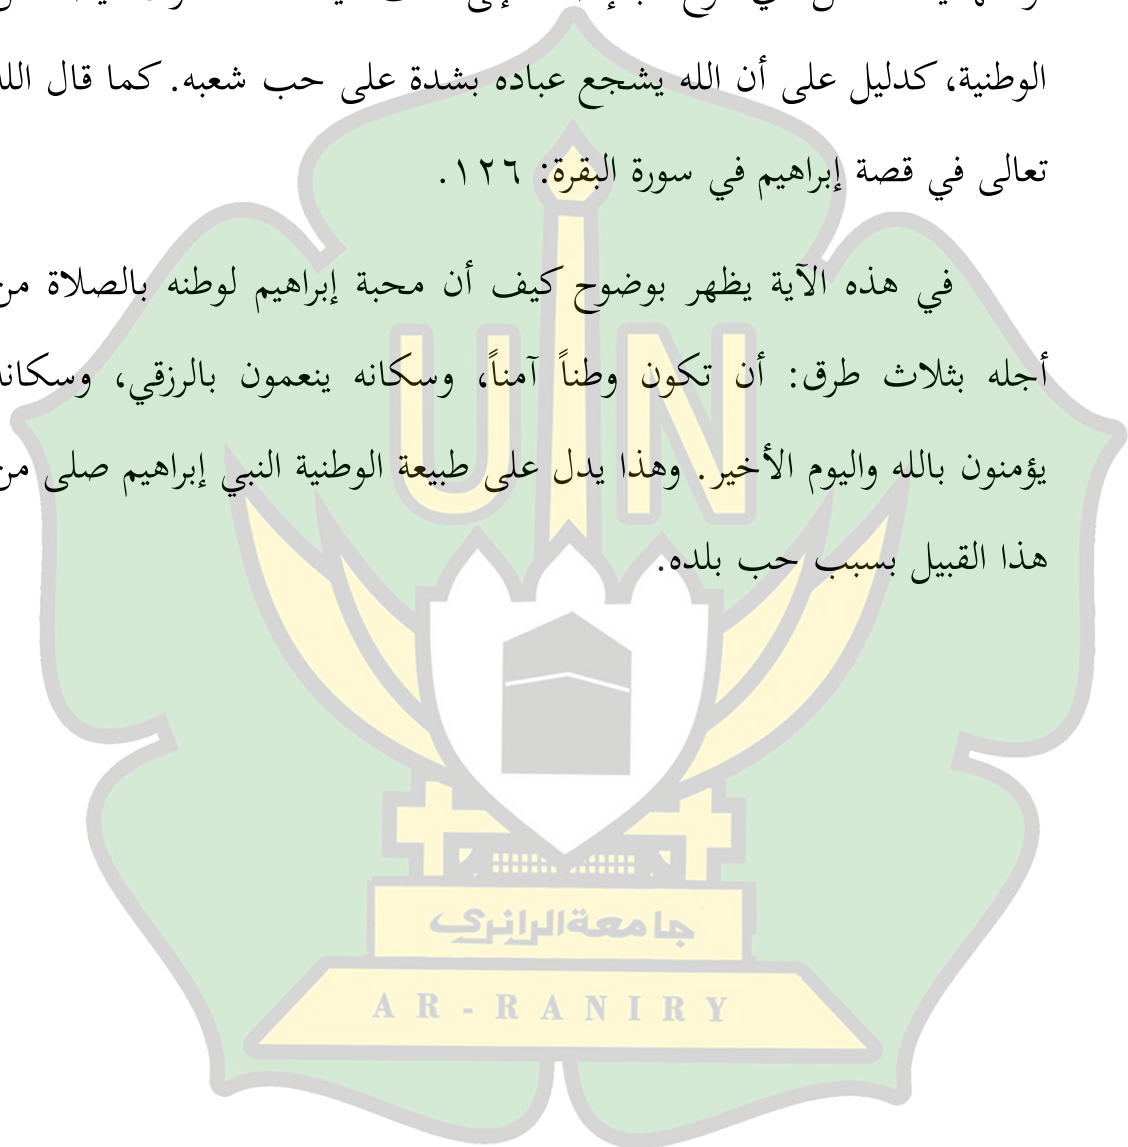 الوطنية، كدليل على أن الله يشجع عباده بشدة على حب شعبه. كما قال الله
تعالى في قصة إبراهيم في سورة البقرة: ١٢٦.
في هذه الآية يظهر بوضوح كيف أن محبة إبراهيم لوطنه بالصلاة من
أجله بثلاث طرق: أن تكون وطناً آمناً، وسكانه ينعمون بالرزقي، وسكانه
يؤمنون بالله واليوم الأخير. وهذا يدل على طبيعة الوطنية النبي إبراهيم صلى من
هذا القبيل بسبب حب بلده.
UIN
جامعة الرانري
AR-RANIRY